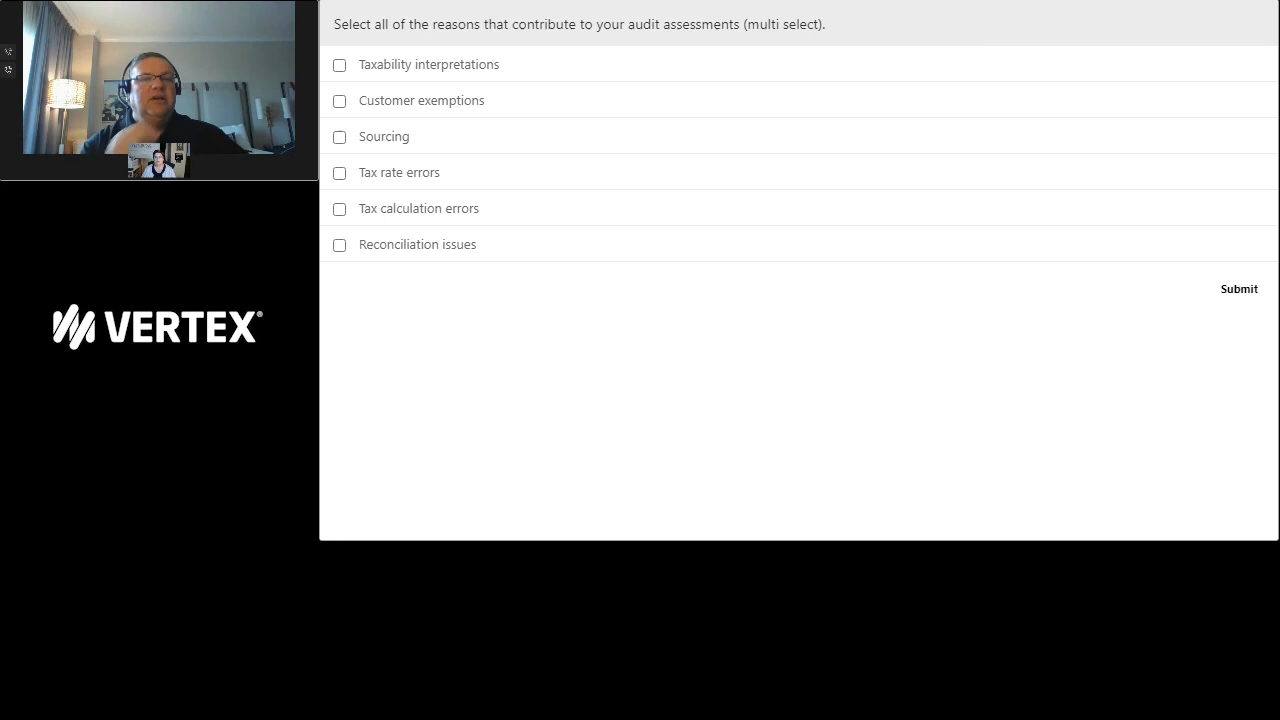 Select all of the reasons that contribute to your audit assessments (multi select).
Taxability interpretations
Customer exemptions
Sourcing
Tax rate errors
Tax calculation errors
Reconciliation issues
Submit
VERTEX®